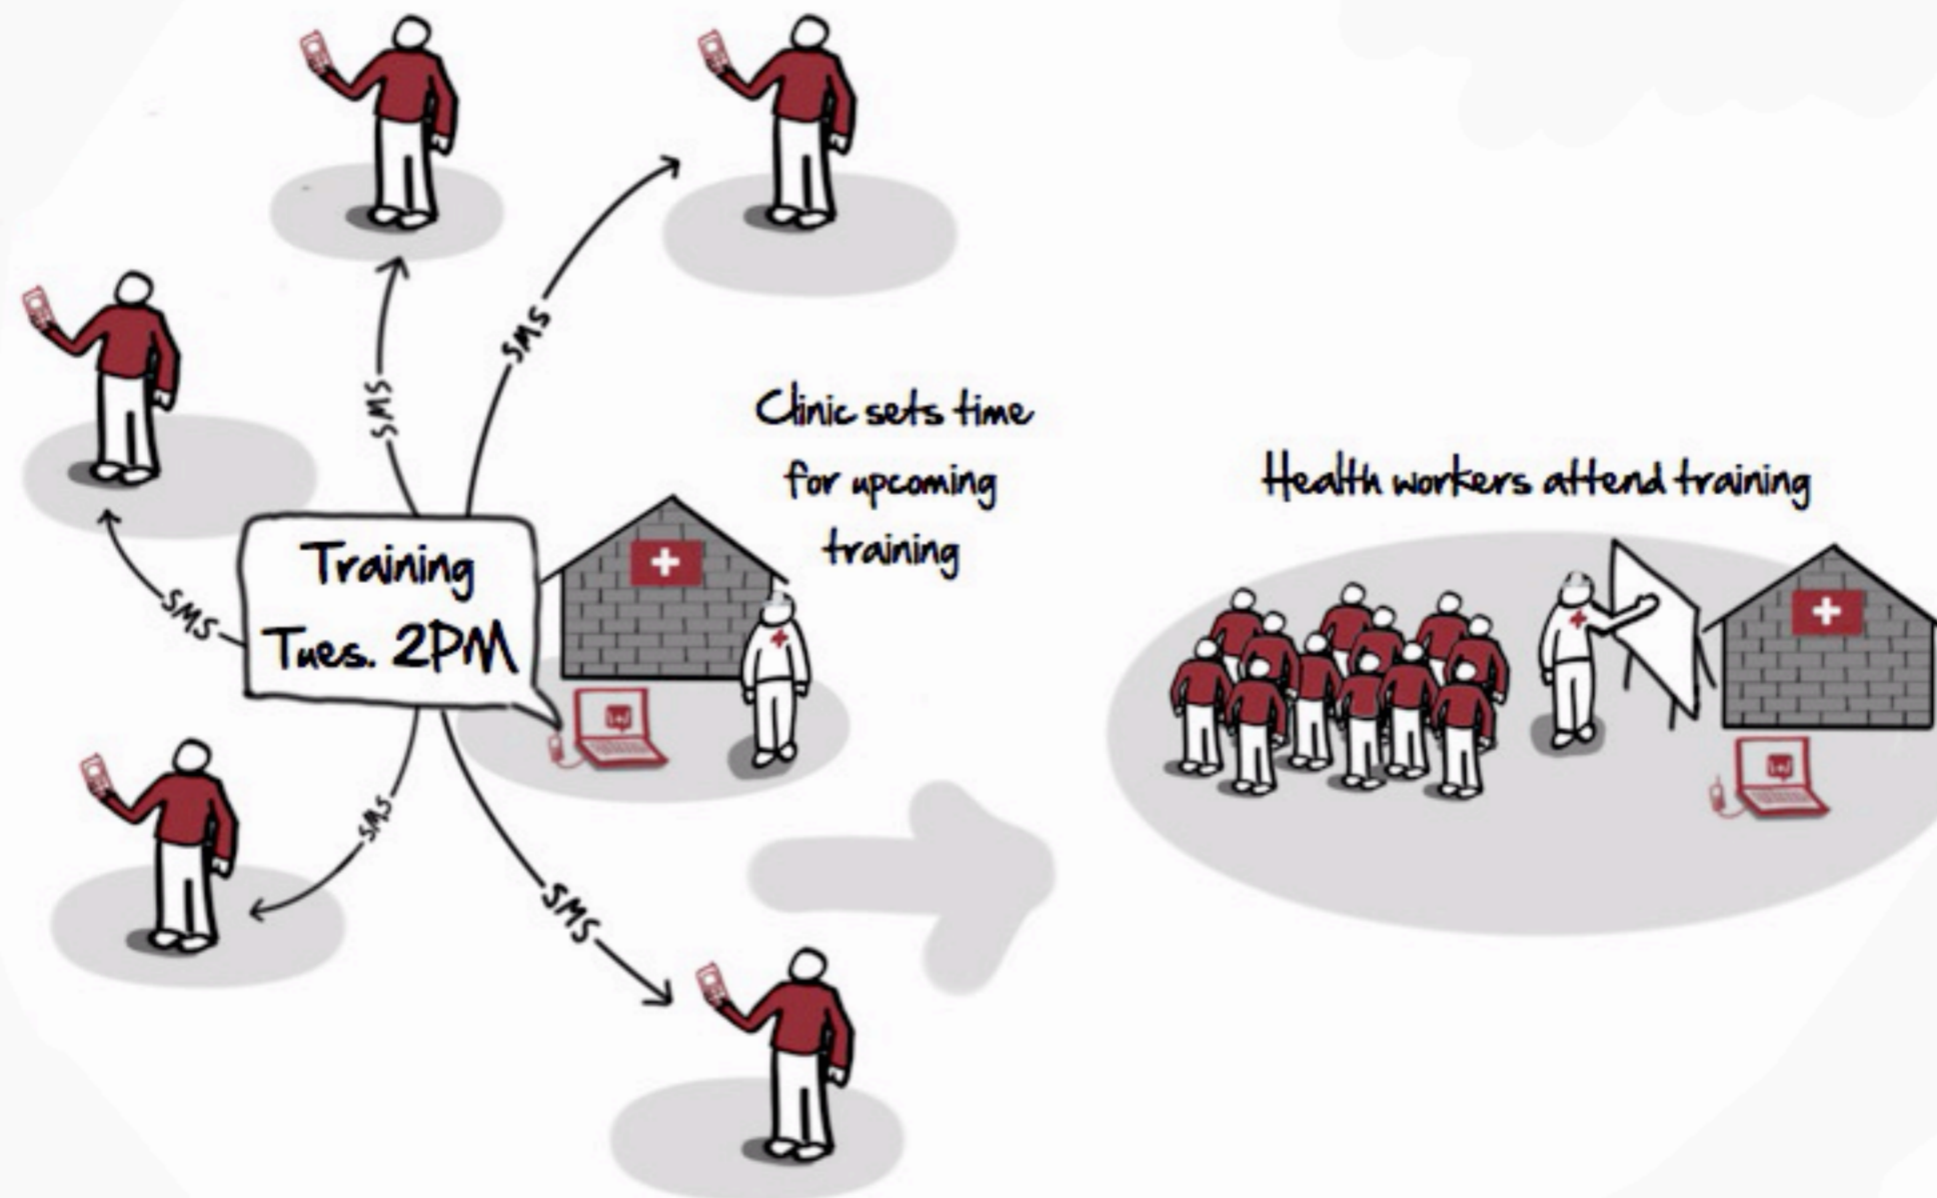 SMS
SMS
SMS
Clinic sets time
for upcoming
training
Training
Tues. 2PM
SMS
SMS
Health workers attend training